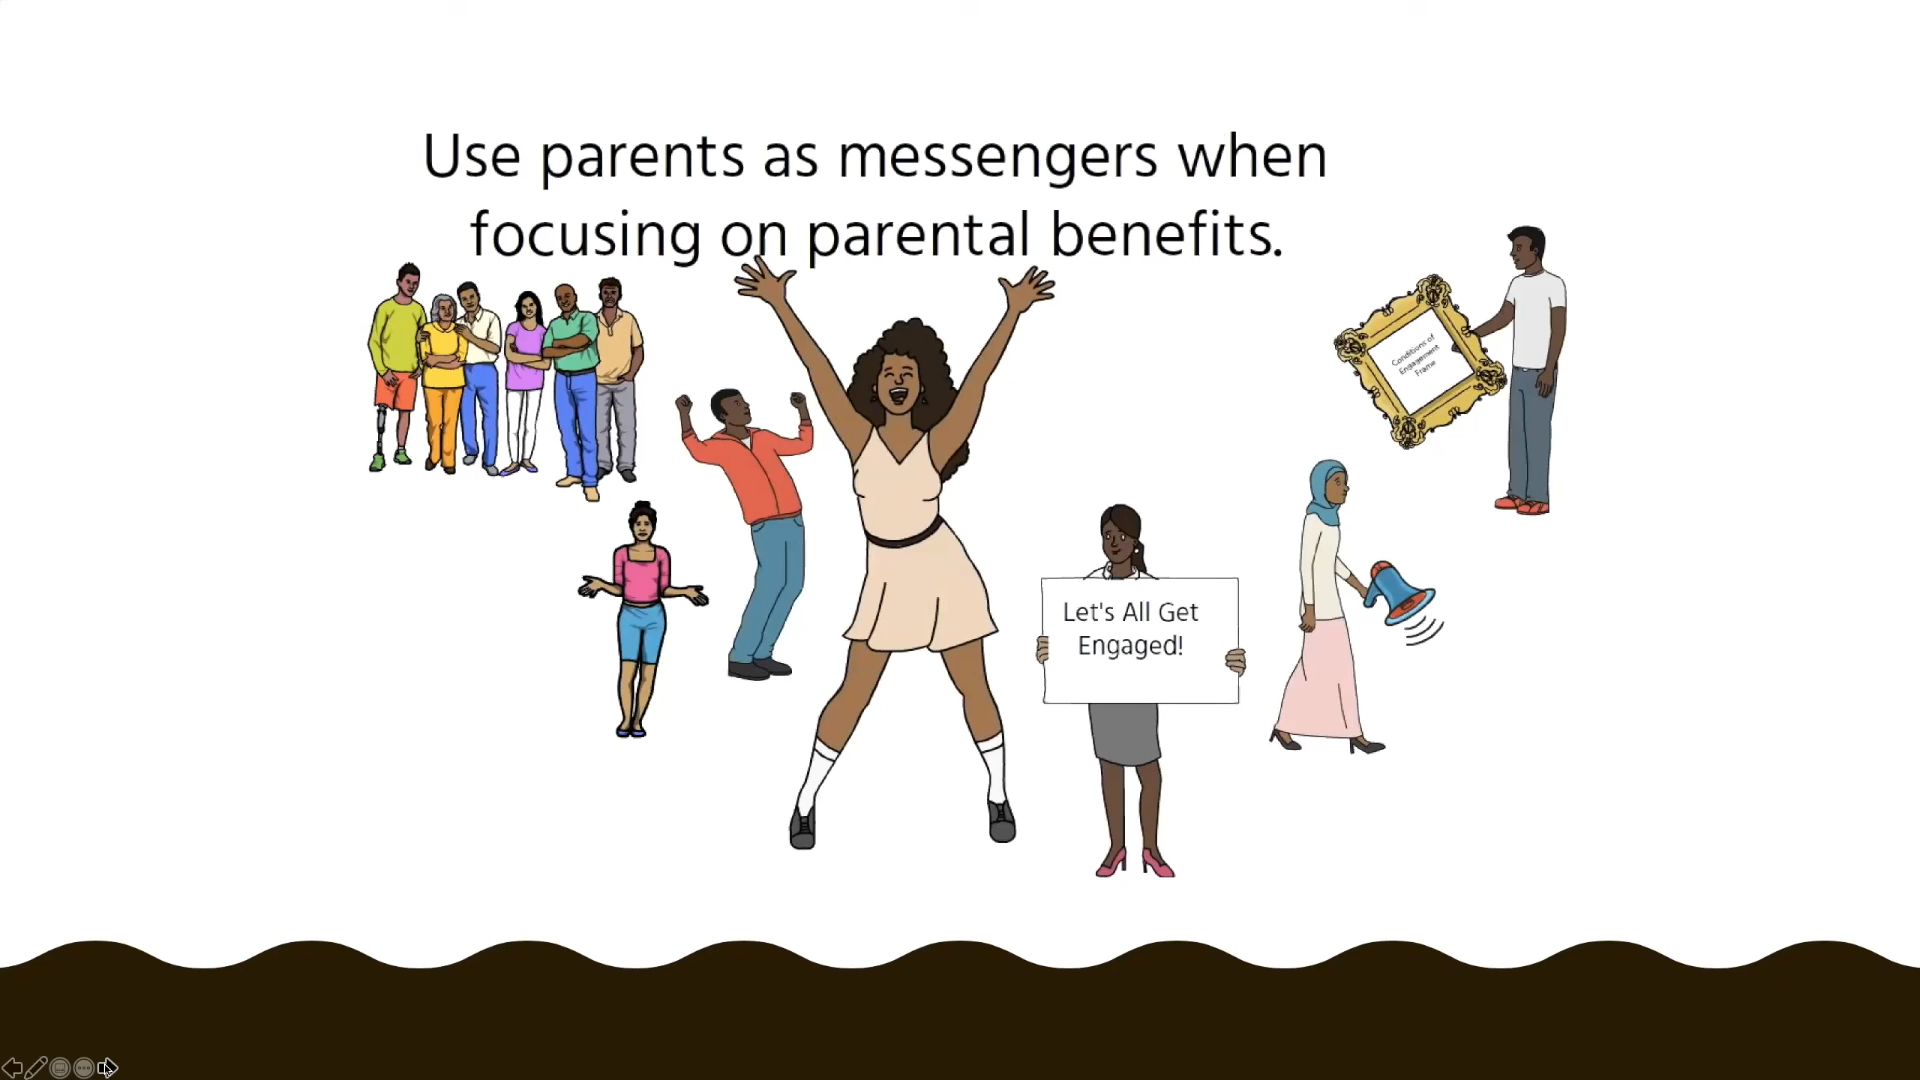 Use parents as messengers when
focusing on parental benefits.
Conditions of
Engagement
Frame
Let's All Get
Engaged!